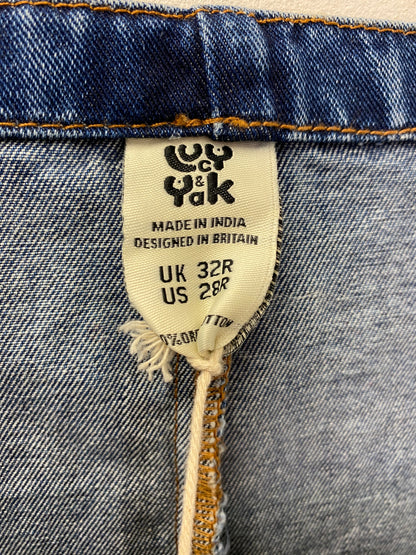 Lucy
&
Yak
MADE IN INDIA
DESIGNED IN BRITAIN
UK 32R
US 28R